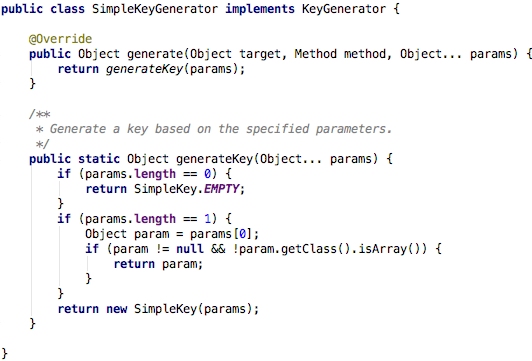 public class SimpleKeyGenerator implements KeyGenerator {
@Override
public Object generate(Object target, Method method, Object... params) {
return generateKey(params);
}
/**
* Generate a key based on the specified parameters.
*/
public static Object generateKey(Object... params) {
if (params.length == 0) {
return SimpleKey.EMPTY;
}
if (params.length == 1) {
Object param = params[0];
if (param != null && !param.getClass().isArray()) {
return param;
}
}
return new SimpleKey(params);
}
}